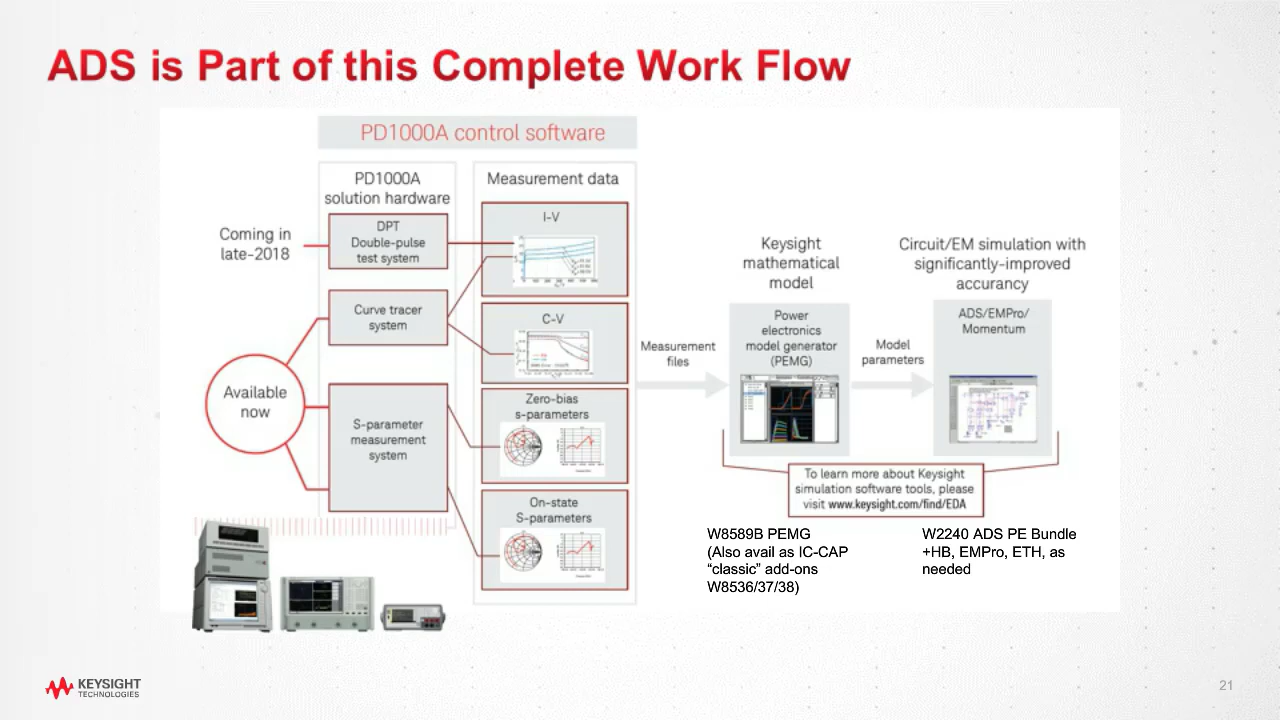 ADS is Part of this Complete Work Flow
PD1000A control software
PD1000A
solution hardware
Measurement data
Coming in
late-2018
DPT
Double-pulse
test system
Curve tracer
system
Available
now
S-parameter
measurement
system
I-V
C-V
Zero-bias
s-parameters
On-state
S-parameters
Measurement
files
Keysight
mathematical
model
Power
electronics
model generator
(PEMG)
Model
parameters
Circuit/EM simulation with
significantly-improved
accurancy
ADS/EMPro/
Momentum
To learn more about Keysight
simulation software tools, please
visit www.keysight.com/find/EDA
W8589B PEMG
(Also avail as IC-CAP
“classic” add-ons
W8536/37/38)
W2240 ADS PE Bundle
+HB, EMPro, ETH, as
needed
KEYSIGHT
TECHNOLOGIES
21